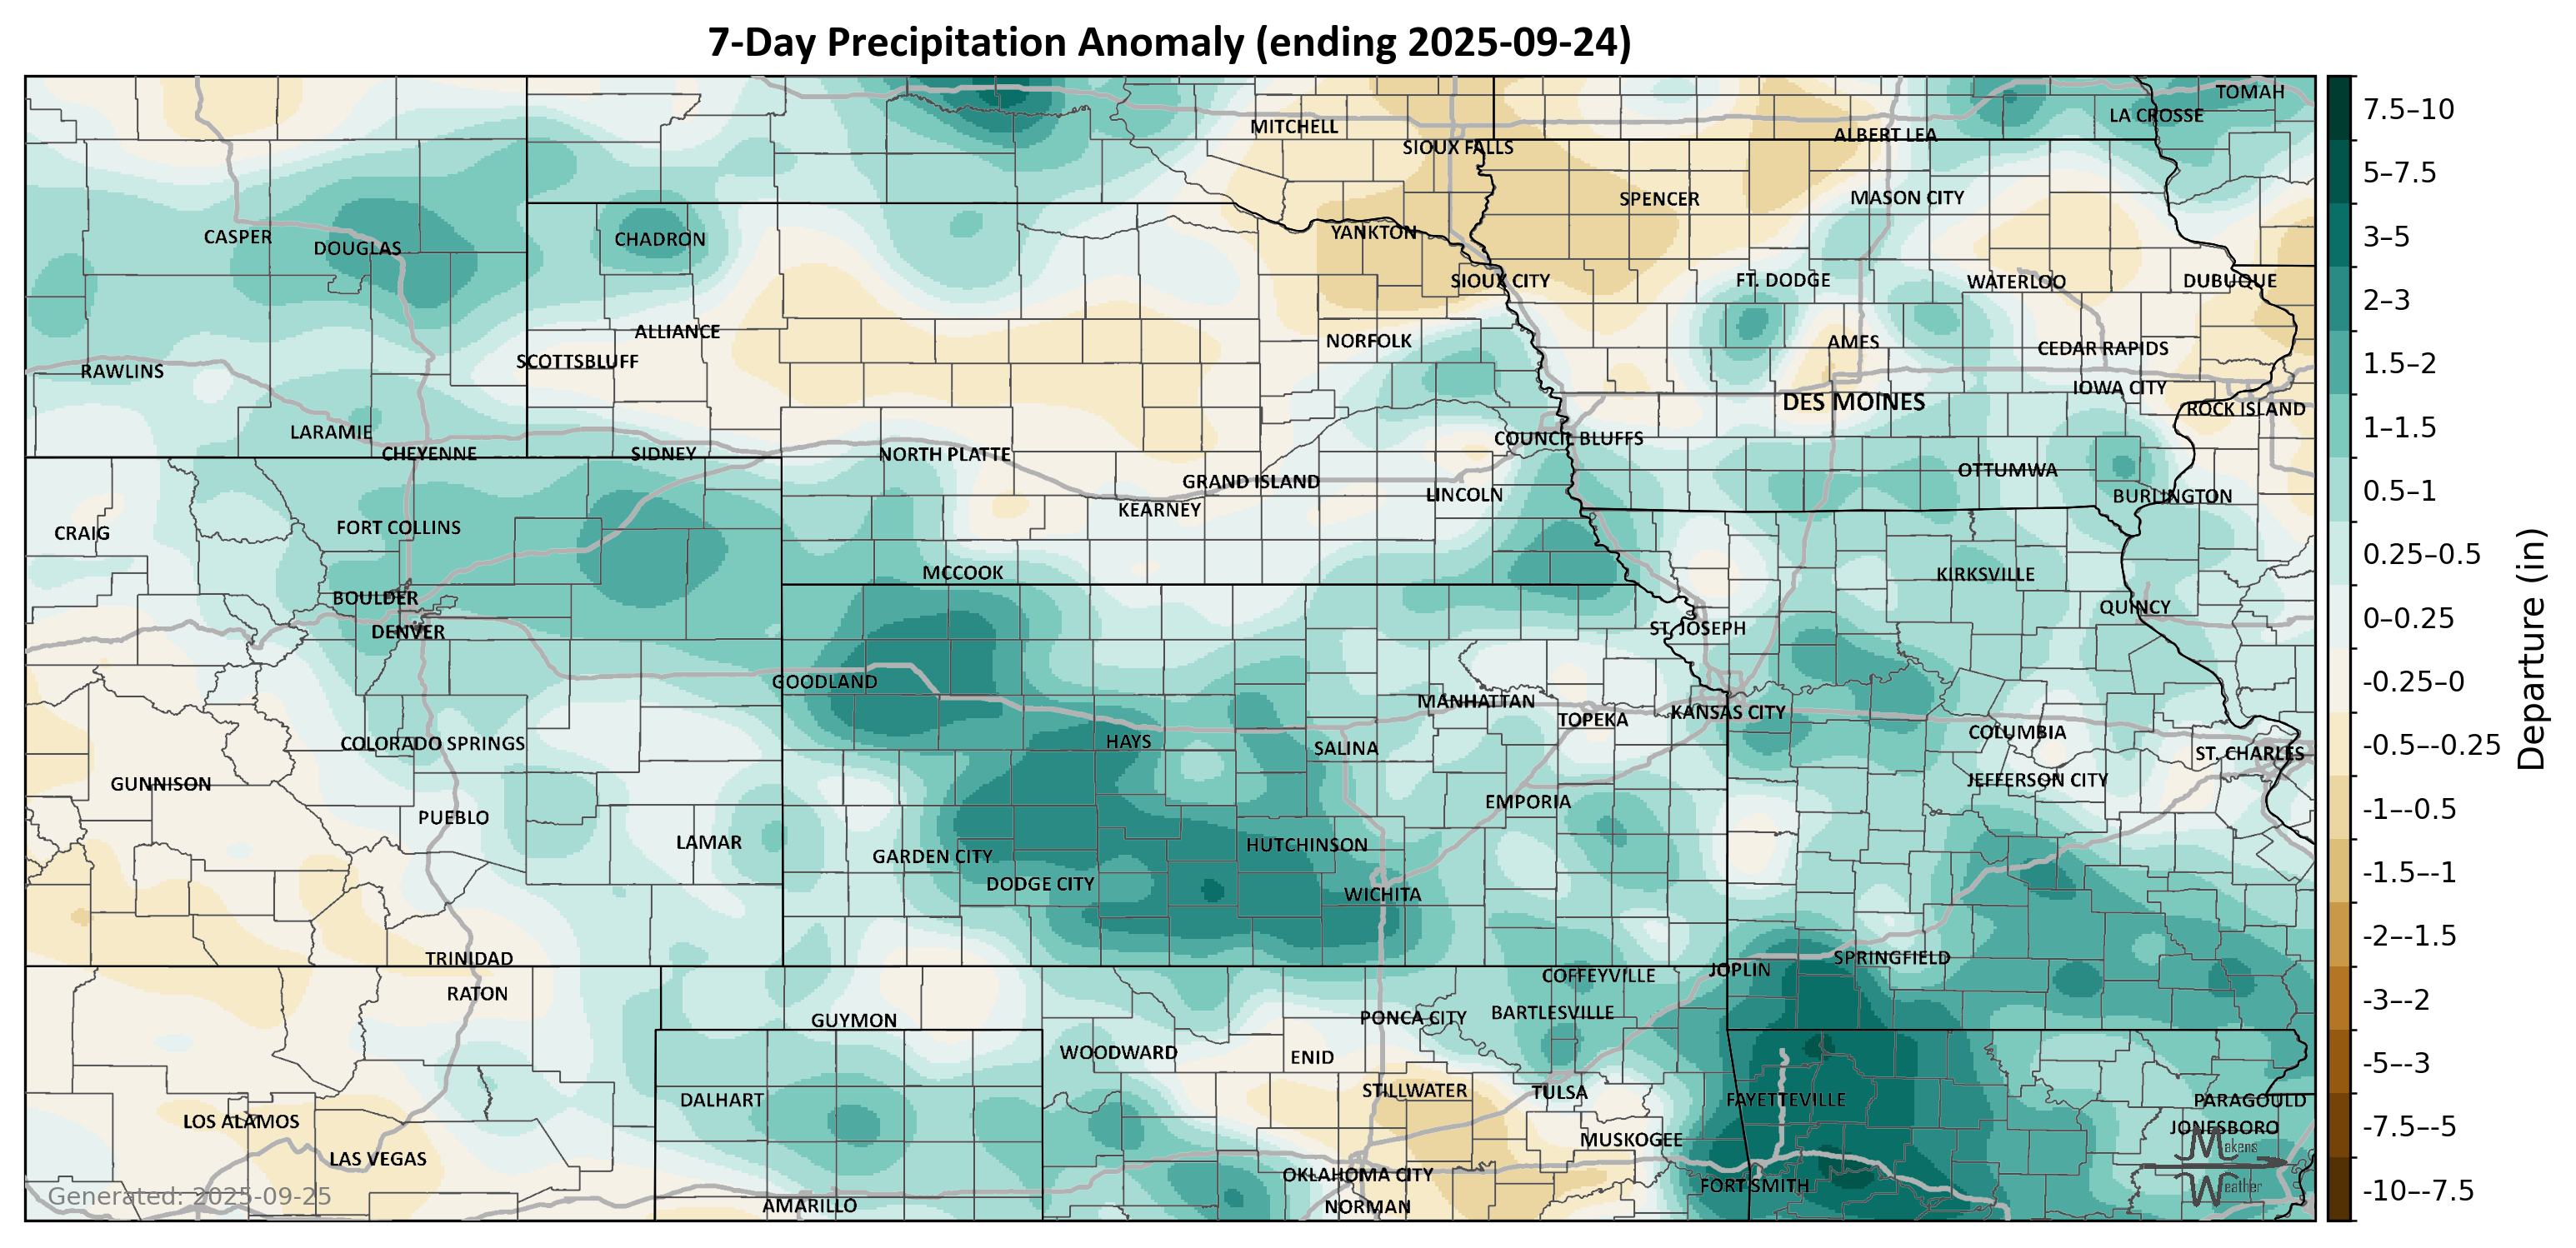 7-Day Precipitation Anomaly (ending 2025-09-24)
TOMAH
LA CROSSE
MITCHELL
ALBERT LEA
SIOUX FALLS
SPENCER
MASON CITY
YANKTON
CASPER
DOUGLAS
CHADRON
SIOUX CITY
FT. DODGE
WATERLOO
DUBUQUE
ALLIANCE
NORFOLK
AMES
CEDAR RAPIDS
SCOTTSBLUFF
RAWLINS
IOWA CITY
DES MOINES
ROCK ISLAND
LARAMIE
COUNCIL BLUFFS
CHEYENNE
SIDNEY
NORTH PLATTE
OTTUMWA
GRAND ISLAND
LINCOLN
BURLINGTON
KEARNEY
CRAIG
FORT COLLINS
MCCOOK
KIRKSVILLE
BOULDER
QUINCY
DENVER
ST. JOSEPH
GOODLAND
MANHATTAN
TOPEKA
KANSAS CITY
COLUMBIA
COLORADO SPRINGS
HAYS
SALINA
ST. CHARLES
GUNNISON
JEFFERSON CITY
PUEBLO
EMPORIA
LAMAR
HUTCHINSON
GARDEN CITY
DODGE CITY
WICHITA
TRINIDAD
SPRINGFIELD
JOPLIN
COFFEYVILLE
RATON
GUYMON
PONCA CITY
BARTLESVILLE
WOODWARD
ENID
STILLWATER
TULSA
DALHART
FAYETTEVILLE
PARAGOULD
LOS ALAMOS
JONESBORO
MUSKOGEE
LAS VEGAS
OKLAHOMA CITY
FORT SMITH
AMARILLO
NORMAN
Generated: 2025-09-25
Makens
Weather
7.5–10
5–7.5
3–5
2–3
1.5–2
1–1.5
0.5–1
0.25–0.5
0–0.25
-0.25–0
-0.5–-0.25
-1–-0.5
-1.5–-1
-2–-1.5
-3–-2
-5–-3
-7.5–-5
-10–-7.5
Departure (in)